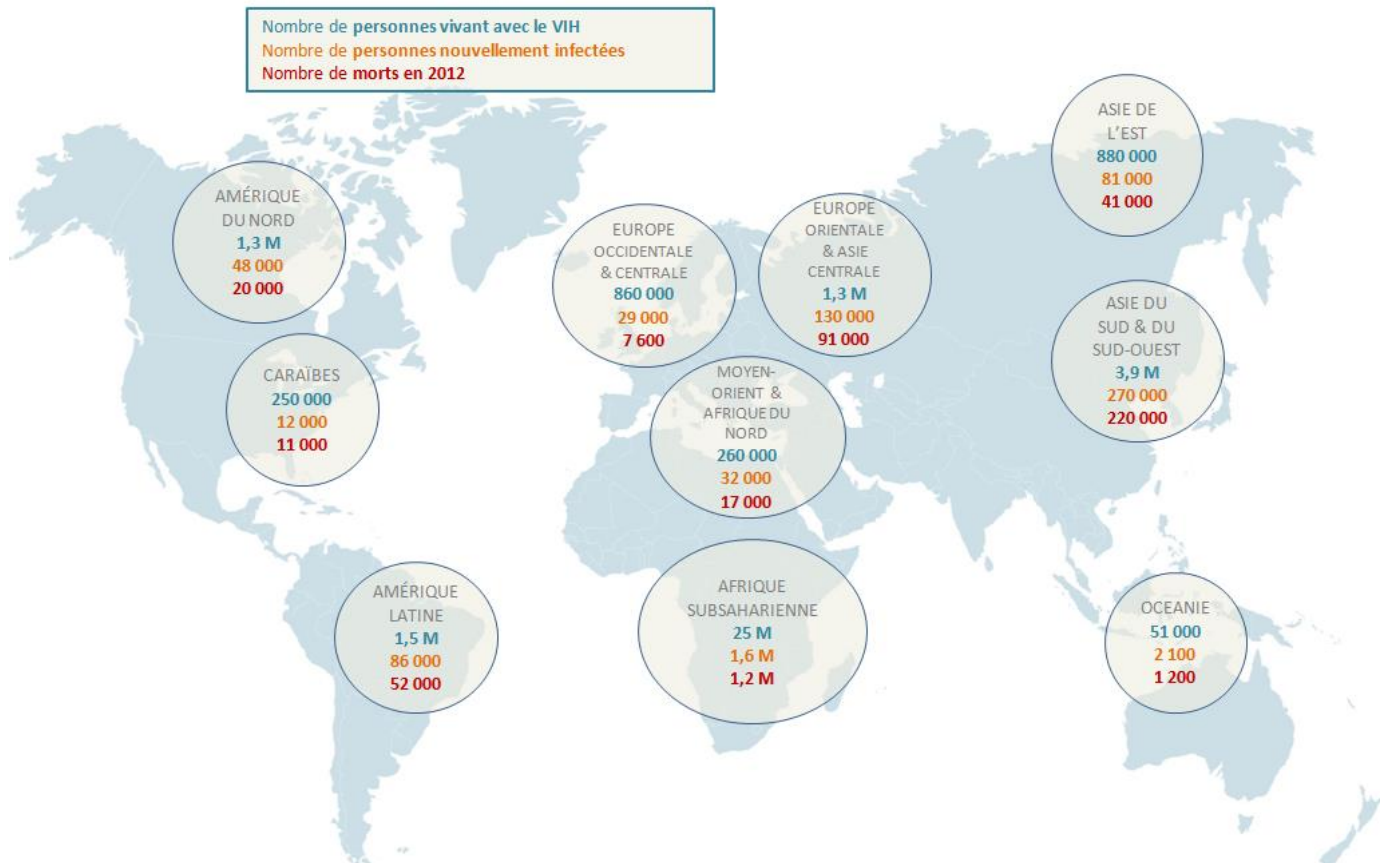 Nombre de personnes vivant avec le VIH
Nombre de personnes nouvellement infectées
Nombre de morts en 2012
AMÉRIQUE
DU NORD
1,3 M
48 000
20 000
CARAÏBES
250 000
12 000
11 000
AMÉRIQUE
LATINE
1,5 M
86 000
52 000
EUROPE
OCCIDENTALE
& CENTRALE
860 000
29 000
7 600
EUROPE
ORIENTALE
& ASIE
CENTRALE
1,3 M
130 000
91 000
MOYEN-
ORIENT &
AFRIQUE DU
NORD
260 000
32 000
17 000
AFRIQUE
SUBSAHARIENNE
25 M
1,6 M
1,2 M
ASIE DE
L'EST
880 000
81 000
41 000
ASIE DU
SUD & DU
SUD-OUEST
3,9 M
270 000
220 000
OCEANIE
51 000
2 100
1 200